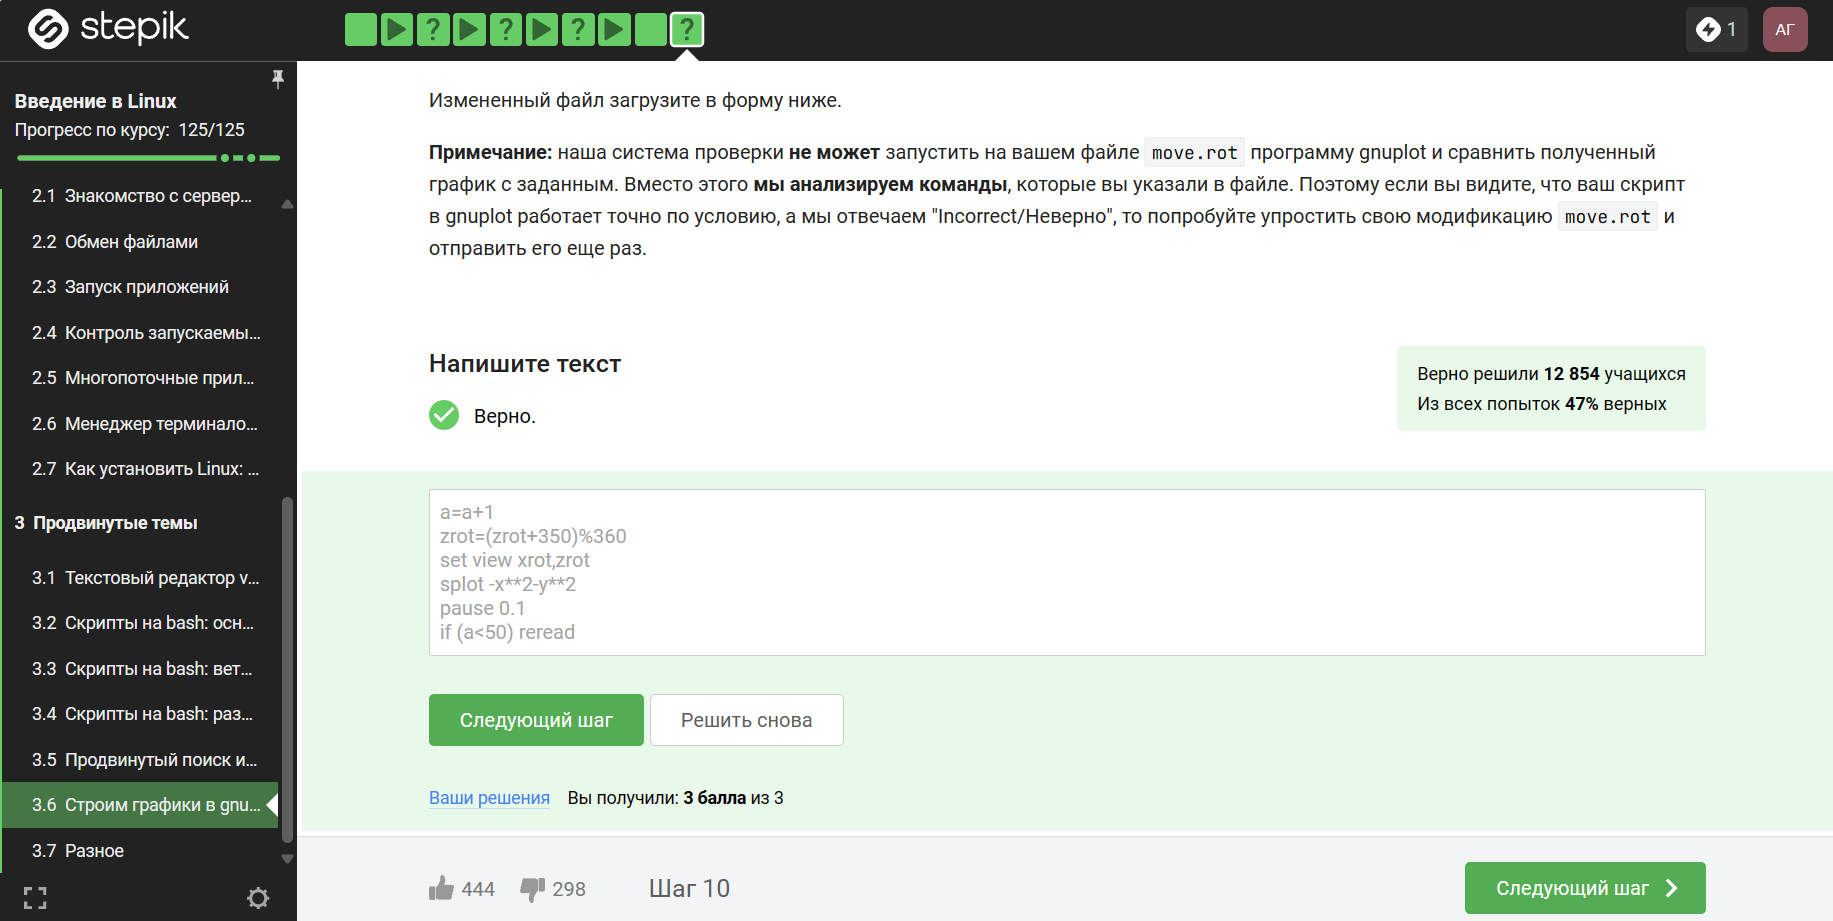 stepik
? ? ? ?
1
АГ
Введение в Linux
Прогресс по курсу: 125/125
2.1 Знакомство с сервер...
2.2 Обмен файлами
2.3 Запуск приложений
2.4 Контроль запускаемы...
2.5 Многопоточные прил...
2.6 Менеджер терминало...
2.7 Как установить Linux: ...
3 Продвинутые темы
3.1 Текстовый редактор v...
3.2 Скрипты на bash: осн...
3.3 Скрипты на bash: вет...
3.4 Скрипты на bash: раз...
3.5 Продвинутый поиск и...
3.6 Строим графики в gnu...
3.7 Разное
Измененный файл загрузите в форму ниже.
Примечание: наша система проверки не может запустить на вашем файле move.rot программу gnuplot и сравнить полученный
график с заданным. Вместо этого мы анализируем команды, которые вы указали в файле. Поэтому если вы видите, что ваш скрипт
в gnuplot работает точно по условию, а мы отвечаем "Incorrect/Неверно", то попробуйте упростить свою модификацию move.rot и
отправить его еще раз.
Напишите текст
Верно.
Верно решили 12 854 учащихся
Из всех попыток 47% верных
a=a+1
zrot=(zrot+350)%360
set view xrot,zrot
splot -x**2-y**2
pause 0.1
if (a<50) reread
Следующий шаг
Решить снова
Ваши решения Вы получили: 3 балла из 3
444 298 Шаг 10
Следующий шаг